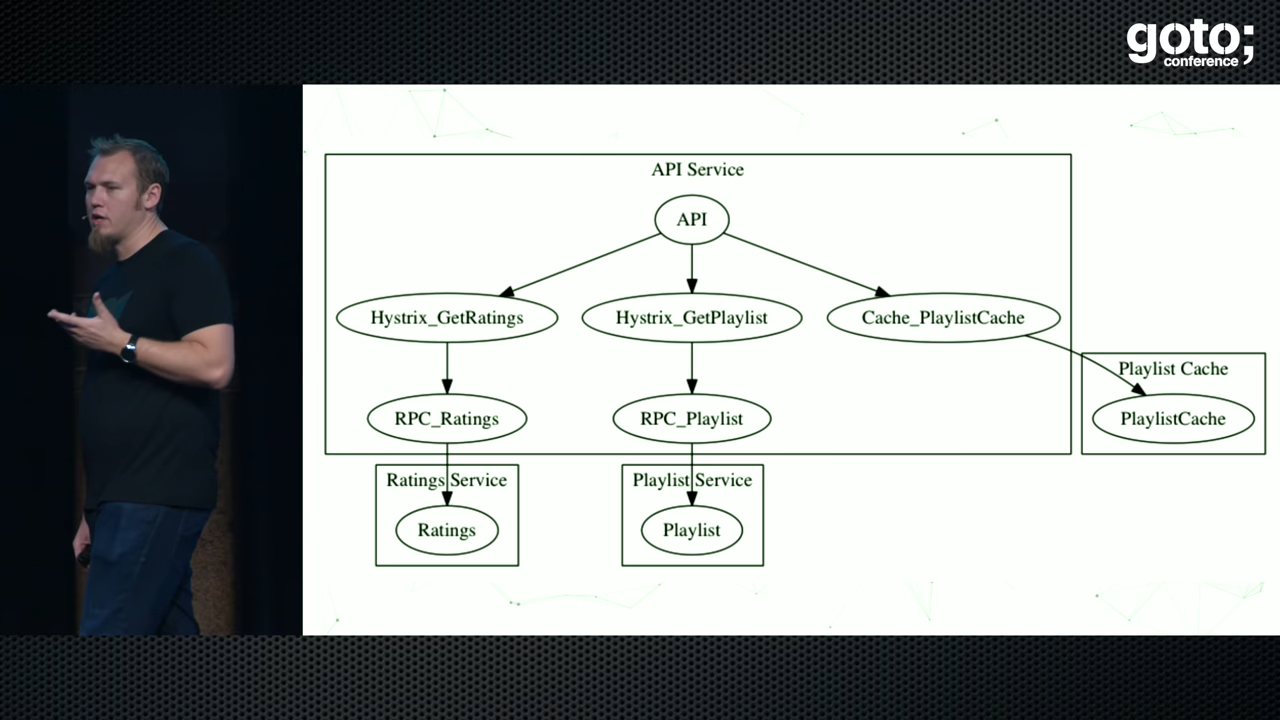 goto;
conference
API Service
API
Hystrix_GetRatings
Hystrix_GetPlaylist
Cache_PlaylistCache
Playlist Cache
RPC_Ratings
RPC_Playlist
PlaylistCache
Ratings Service
Playlist Service
Ratings
Playlist